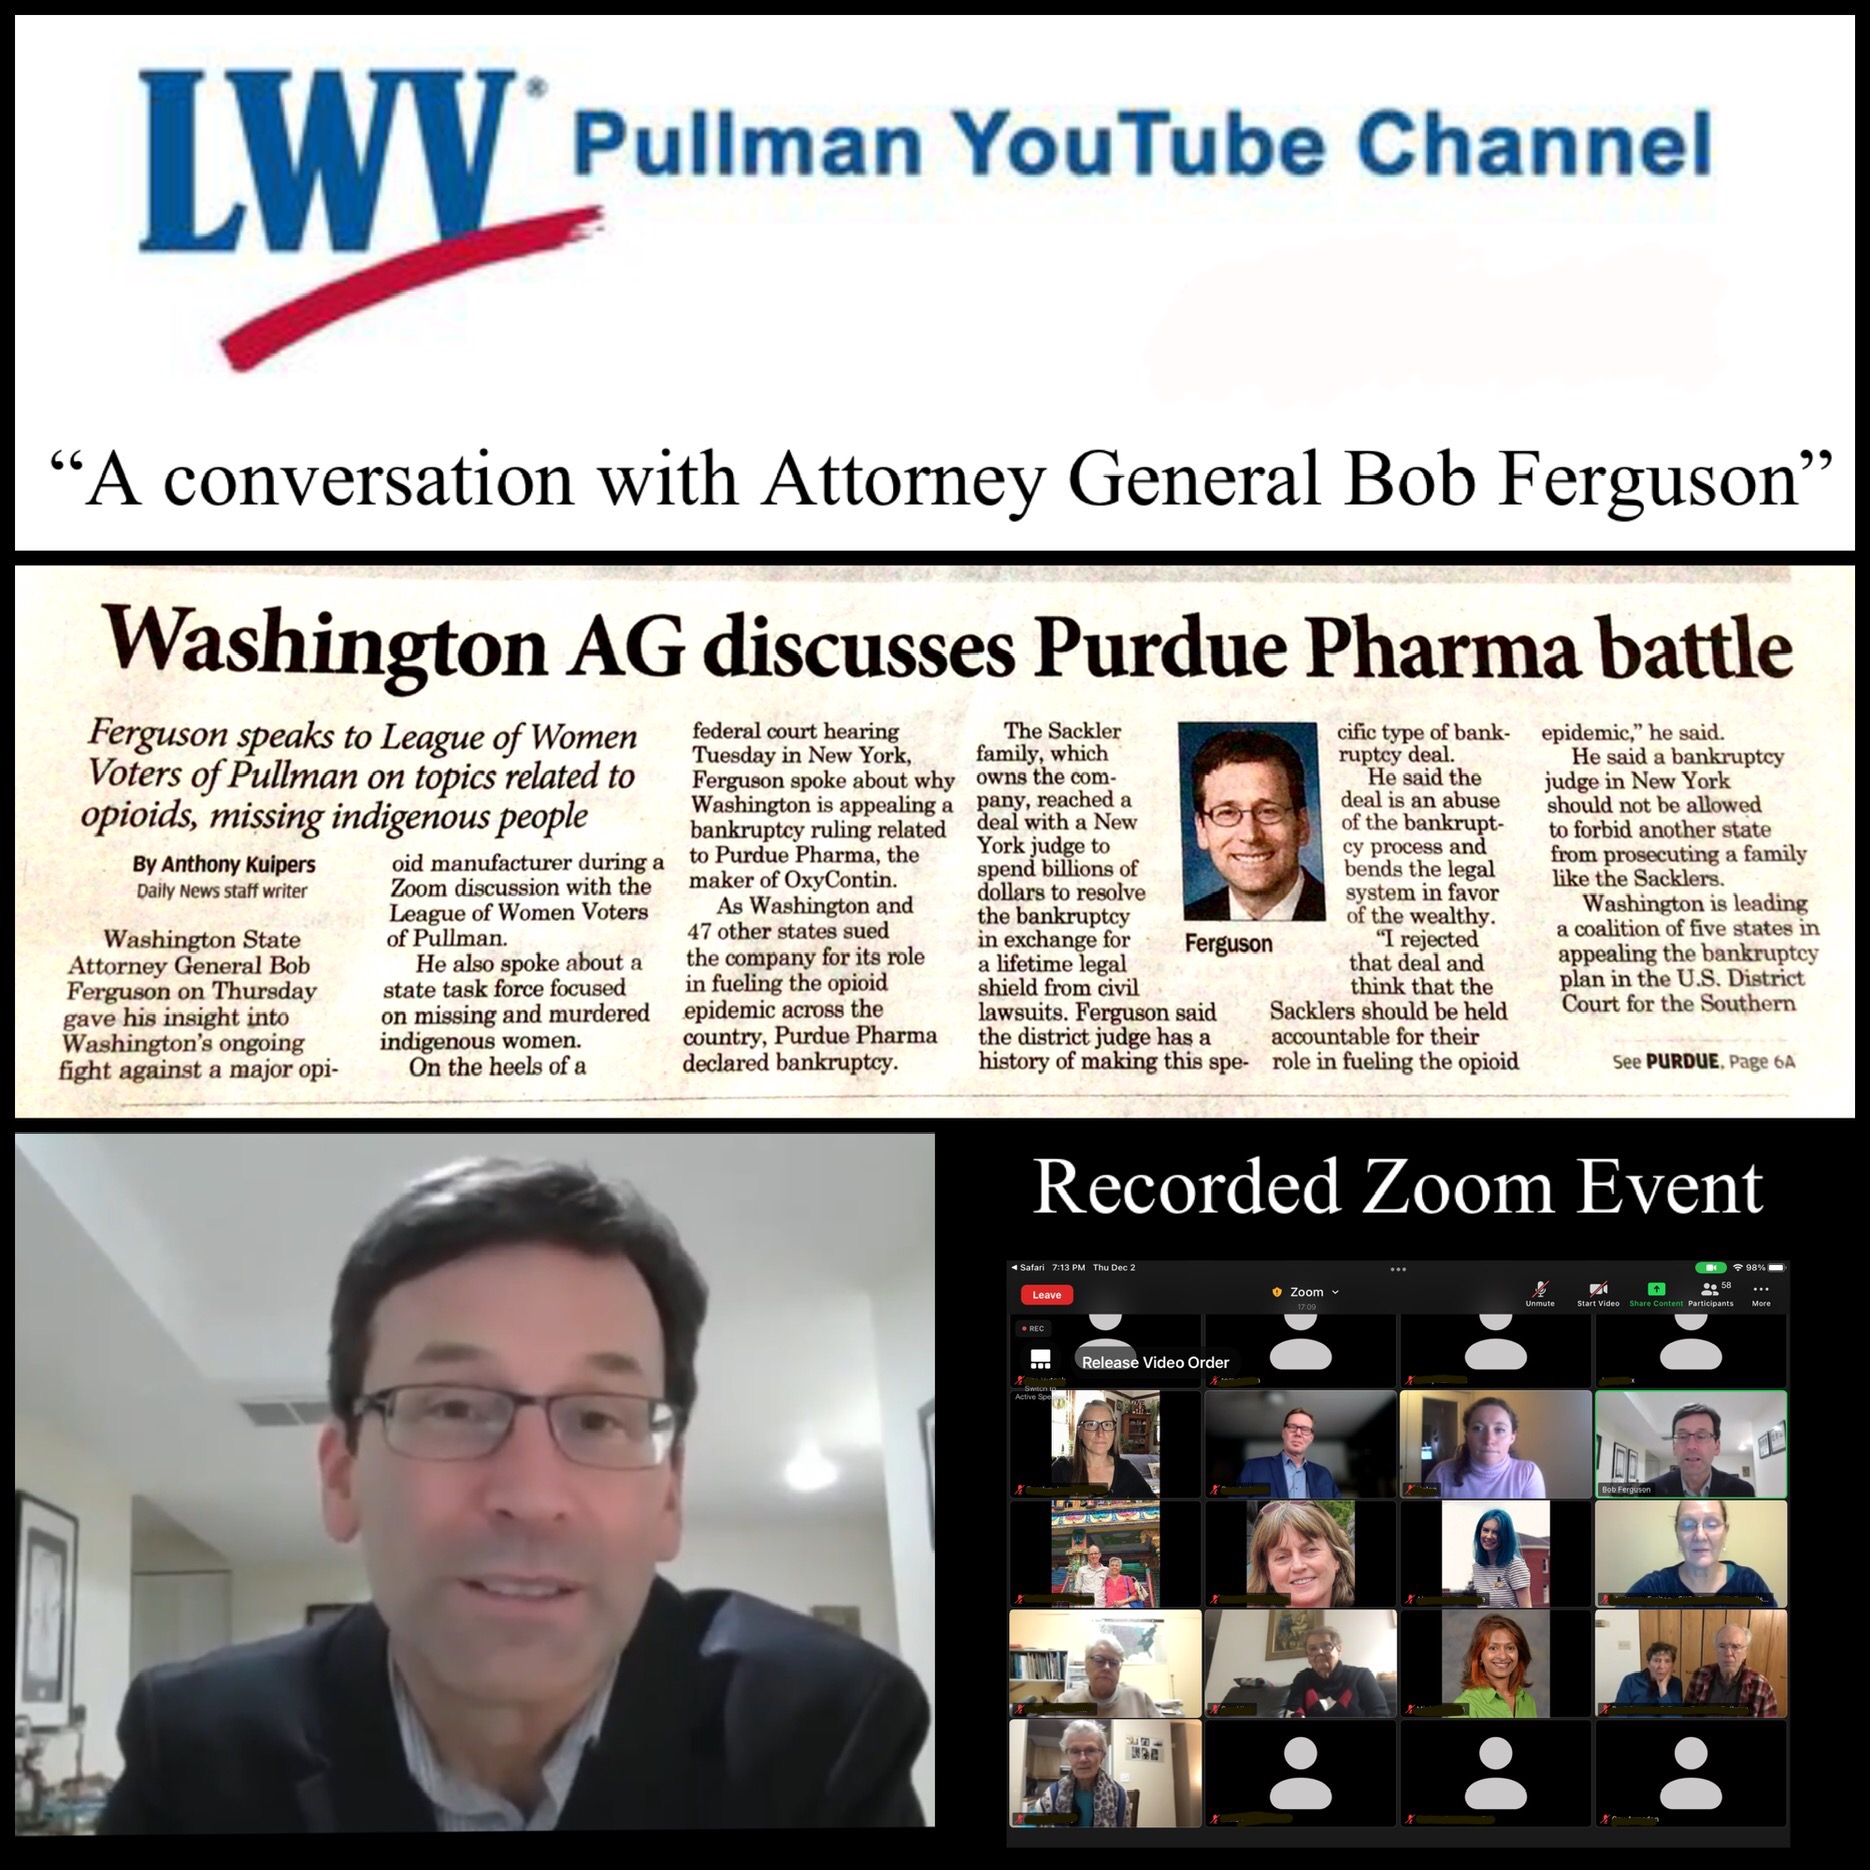 LWV® Pullman YouTube Channel
“A conversation with Attorney General Bob Ferguson”
Washington AG discusses Purdue Pharma battle
Ferguson speaks to League of Women
Voters of Pullman on topics related to
opioids, missing indigenous people
By Anthony Kuipers
Daily News staff writer
Washington State
Attorney General Bob
Ferguson on Thursday
gave his insight into
Washington's ongoing
fight against a major opi-
oid manufacturer during a
Zoom discussion with the
League of Women Voters
of Pullman.
He also spoke about a
state task force focused
on missing and murdered
indigenous women.
On the heels of a
federal court hearing
Tuesday in New York,
Ferguson spoke about why
Washington is appealing a
bankruptcy ruling related
to Purdue Pharma, the
maker of OxyContin.
As Washington and
47 other states sued
the company for its role
in fueling the opioid
epidemic across the
country, Purdue Pharma
declared bankruptcy.
The Sackler
family, which
owns the com-
pany, reached a
deal with a New
York judge to
spend billions of
dollars to resolve
the bankruptcy
in exchange for
a lifetime legal
shield from civil
lawsuits. Ferguson said
the district judge has a
history of making this spe-
Ferguson
cific type of bank-
ruptcy deal.
He said the
deal is an abuse
of the bankrupt-
cy process and
bends the legal
system in favor
of the wealthy.
“I rejected
that deal and
think that the
Sacklers should be held
accountable for their
role in fueling the opioid
epidemic,” he said.
He said a bankruptcy
judge in New York
should not be allowed
to forbid another state
from prosecuting a family
like the Sacklers.
Washington is leading
a coalition of five states in
appealing the bankruptcy
plan in the U.S. District
Court for the Southern
See PURDUE, Page 6A
Recorded Zoom Event
Safari 7:13 PM Thu Dec 2
98%
Leave
Zoom
17:09
Unmute
Start Video
Share Content
Participants
58
More
REC
Release Video Order
Switch to
Active Spe
Bob Ferguson